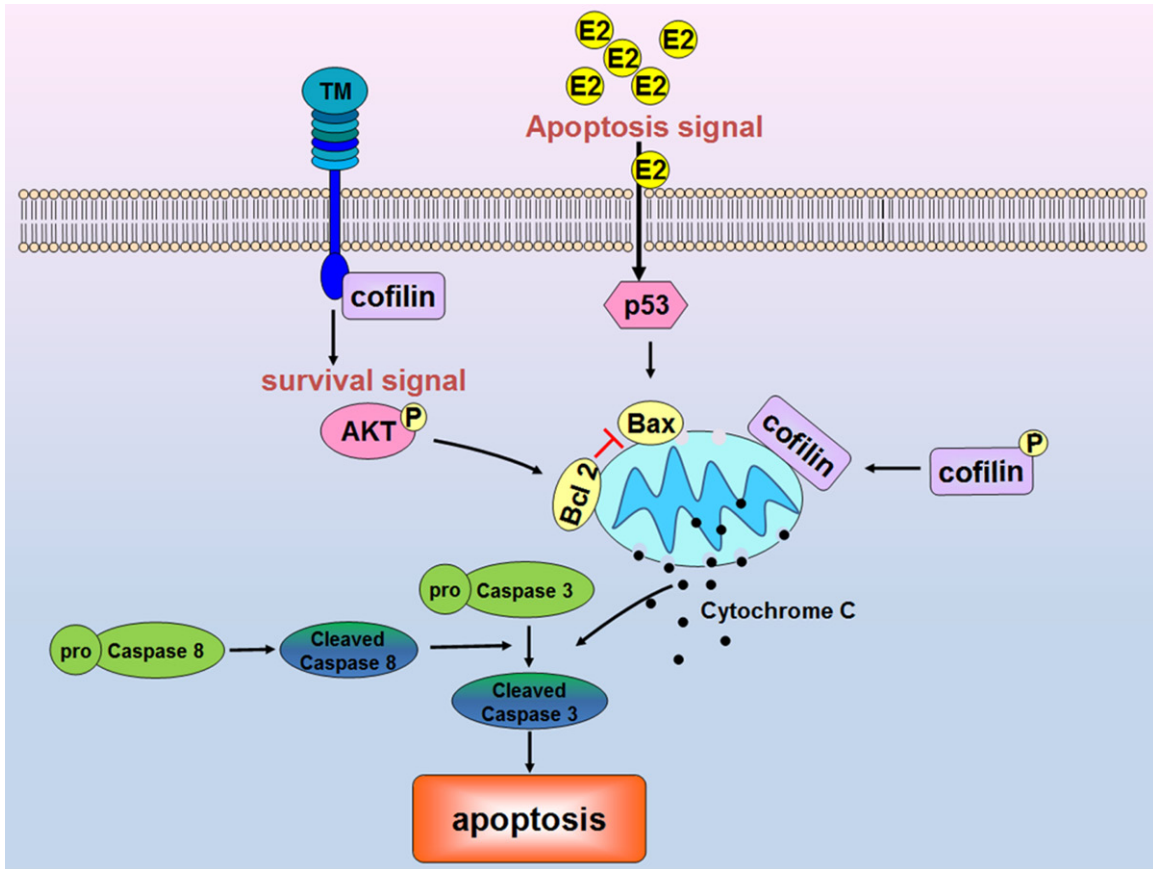 E2
E2
E2
E2
E2
TM
Apoptosis signal
E2
cofilin
p53
survival signal
AKT
P
Bax
cofilin
P
cofilin
Bcl 2
pro
Caspase 3
Cytochrome C
pro
Caspase 8
Cleaved
Caspase 8
Cleaved
Caspase 3
apoptosis